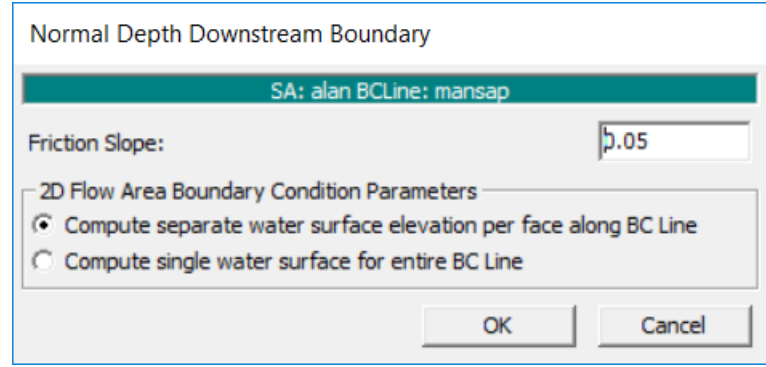 Normal Depth Downstream Boundary
SA: alan BCLine: mansap
Friction Slope: 0.05
2D Flow Area Boundary Condition Parameters
Compute separate water surface elevation per face along BC Line
Compute single water surface for entire BC Line
OK Cancel